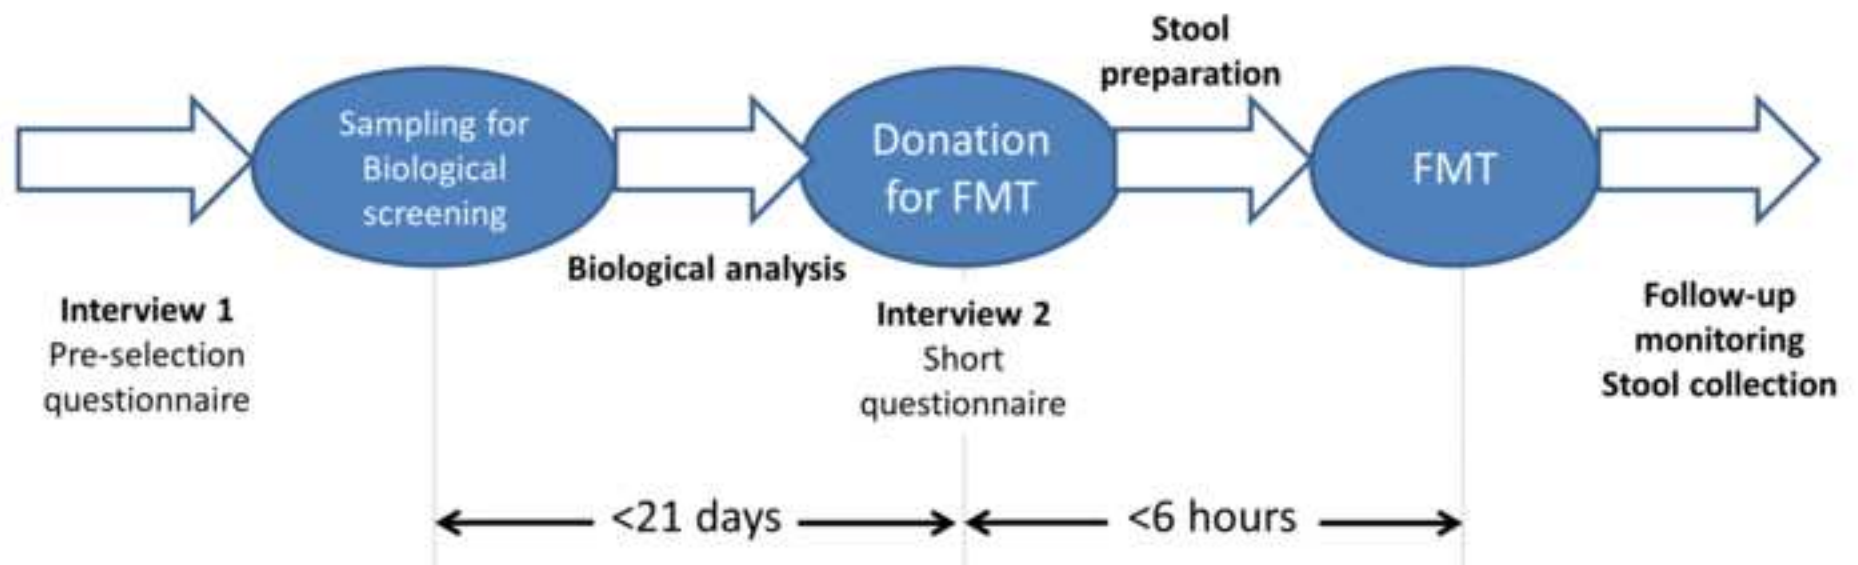 Stool
preparation
Sampling for
Biological
screening
Donation
for FMT
FMT
Biological analysis
Interview 1
Pre-selection
questionnaire
Interview 2
Short
questionnaire
Follow-up
monitoring
Stool collection
<21 days
<6 hours